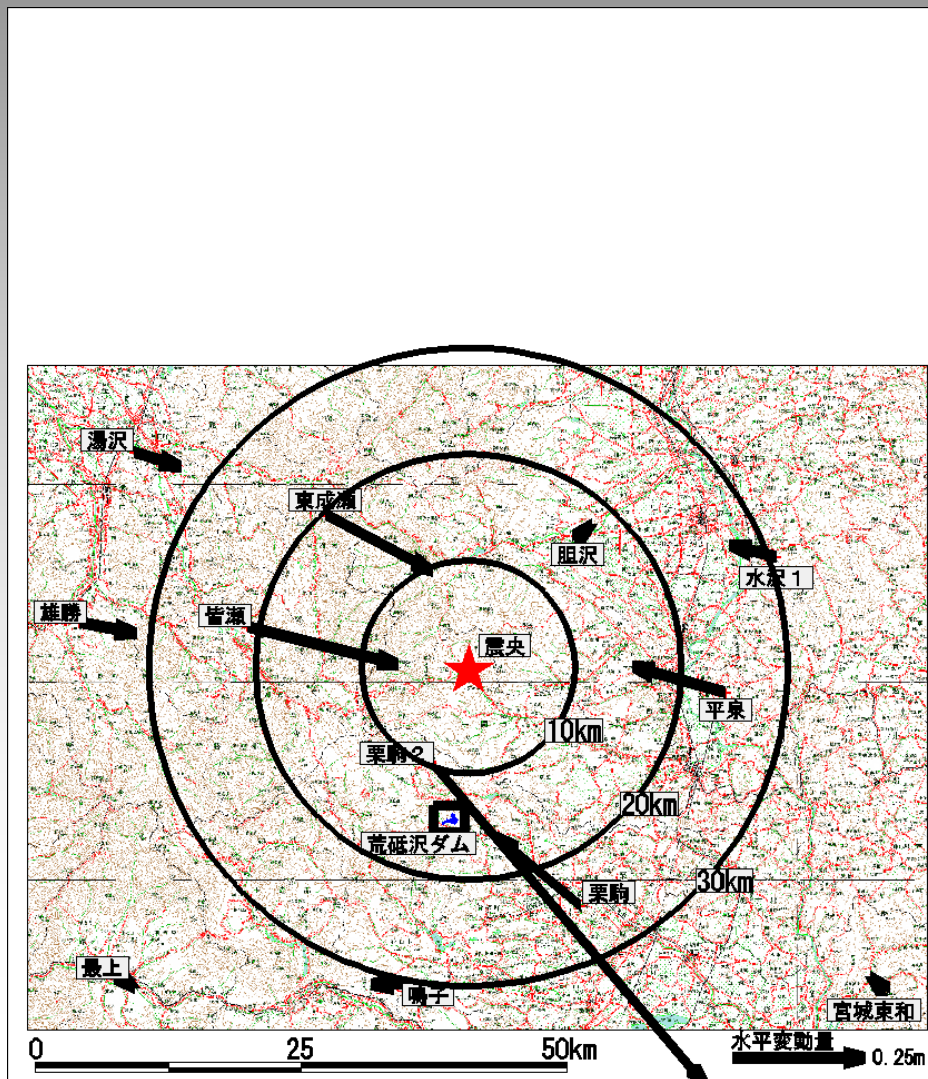 湯沢
東成瀬
胆沢
水沢1
雄勝
皆瀬
震央
平泉
10km
栗駒2
20km
荒砥沢ダム
30km
栗駒
最上
鳴子
宮城東和
水平変動量
0.25m
0 25 50km